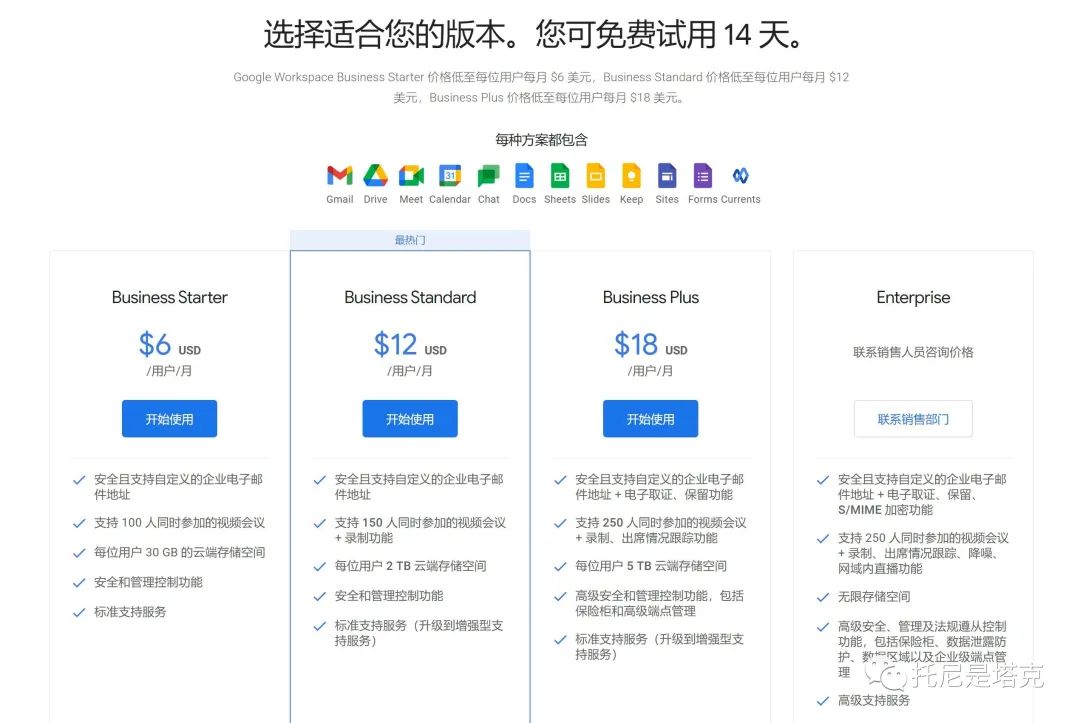 选择适合您的版本。您可免费试用 14 天。
Google Workspace Business Starter 价格低至每位用户每月 $6 美元，Business Standard 价格低至每位用户每月 $12
美元，Business Plus 价格低至每位用户每月 $18 美元。
每种方案都包含
31
Gmail Drive Meet Calendar Chat Docs Sheets Slides Keep Sites Forms Currents
最热门
Business Starter
$6 USD
/用户/月
开始使用
安全且支持自定义的企业电子邮
件地址
支持 100 人同时参加的视频会议
每位用户 30 GB 的云端存储空间
安全和管理控制功能
标准支持服务
Business Standard
$12 USD
/用户/月
开始使用
安全且支持自定义的企业电子邮
件地址
支持 150 人同时参加的视频会议
+ 录制功能
每位用户 2 TB 云端存储空间
安全和管理控制功能
标准支持服务（升级到增强型支
持服务）
Business Plus
$18 USD
/用户/月
开始使用
安全且支持自定义的企业电子邮
件地址 + 电子取证、保留功能
支持 250 人同时参加的视频会议
+ 录制、出席情况跟踪功能
每位用户 5 TB 云端存储空间
高级安全和管理控制功能，包括
保险柜和高级端点管理
标准支持服务（升级到增强型支
持服务）
Enterprise
联系销售人员咨询价格
联系销售部门
安全且支持自定义的企业电子邮
件地址 + 电子取证、保留、
S/MIME 加密功能
支持 250 人同时参加的视频会议
+ 录制、出席情况跟踪、降噪、
网域内直播功能
无限存储空间
高级安全、管理及法规遵从控制
功能，包括保险柜、数据泄露防
护、数据区域以及企业级端点管
理
高级支持服务
托尼是塔克